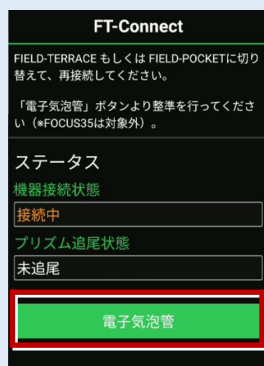 FT-Connect
FIELD-TERRACE もしくは FIELD-POCKETに切り
替えて、再接続してください。
「電子気泡管」ボタンより整準を行ってくださ
い（※FOCUS35は対象外）。
ステータス
機器接続状態
接続中
プリズム追尾状態
未追尾
電子気泡管